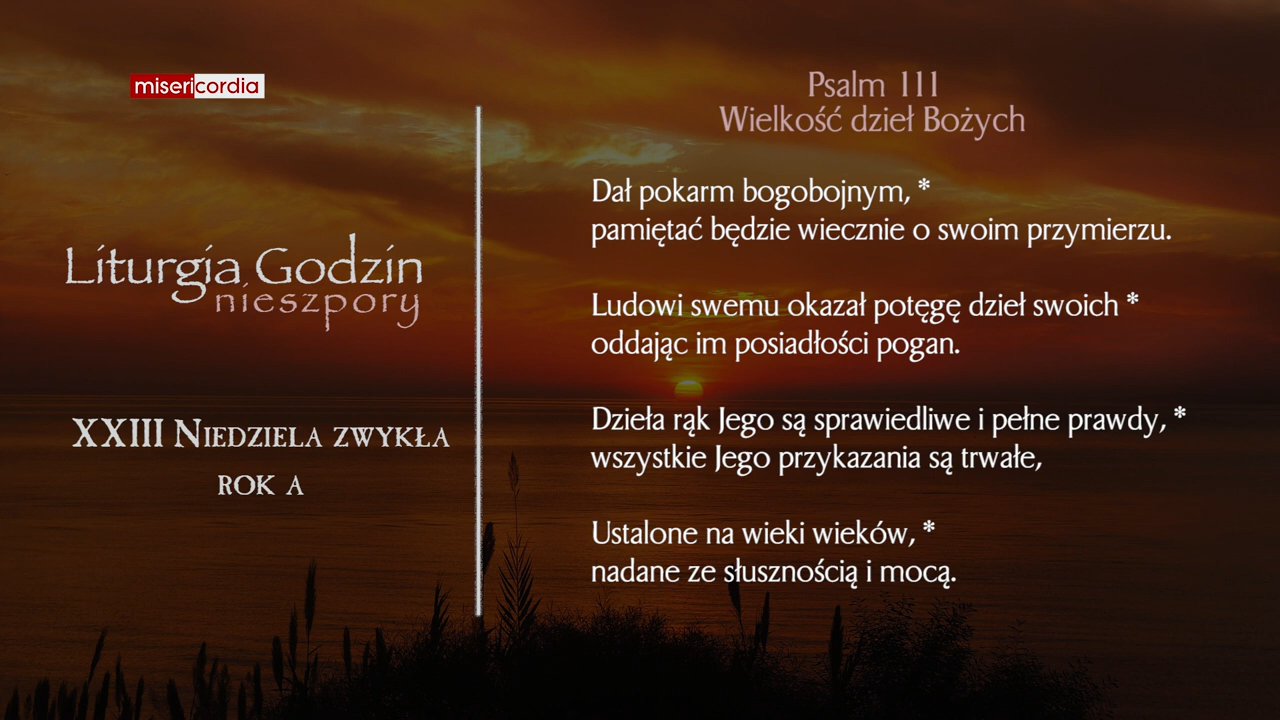 misericordia
Liturgia Godzin
nieszpory
XXIII Niedziela zwykła
rok A
Psalm 111
Wielkość dzieł Bożych
Dał pokarm bogobojnym, *
pamiętać będzie wiecznie o swoim przymierzu.
Ludowi swemu okazał potęgę dzieł swoich *
oddając im posiadłości pogan.
Dzieła rąk Jego są sprawiedliwe i pełne prawdy, *
wszystkie Jego przykazania są trwałe,
Ustalone na wieki wieków, *
nadane ze słusznością i mocą.